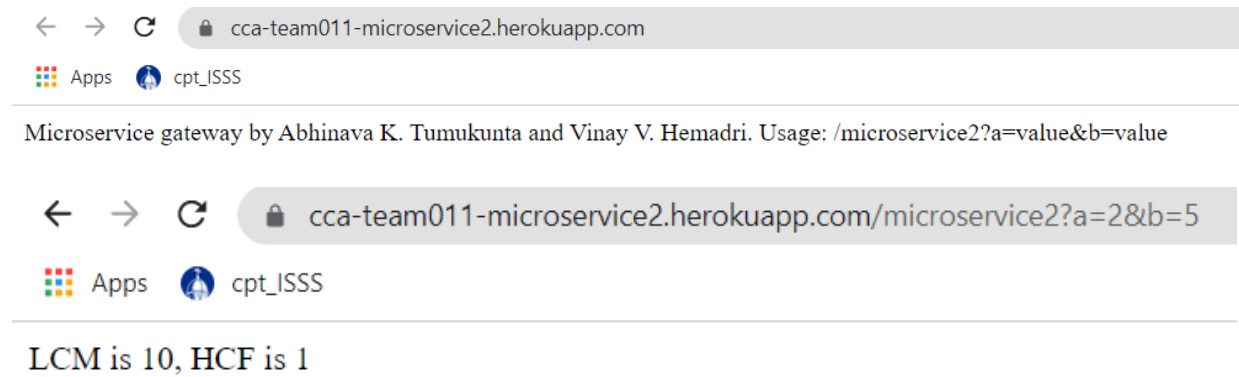 cca-team011-microservice2.herokuapp.com
Apps cpt_ISSS
Microservice gateway by Abhinava K. Tumukunta and Vinay V. Hemadri. Usage: /microservice2?a=value&b=value
cca-team011-microservice2.herokuapp.com/microservice2?a=2&b=5
Apps cpt_ISSS
LCM is 10, HCF is 1